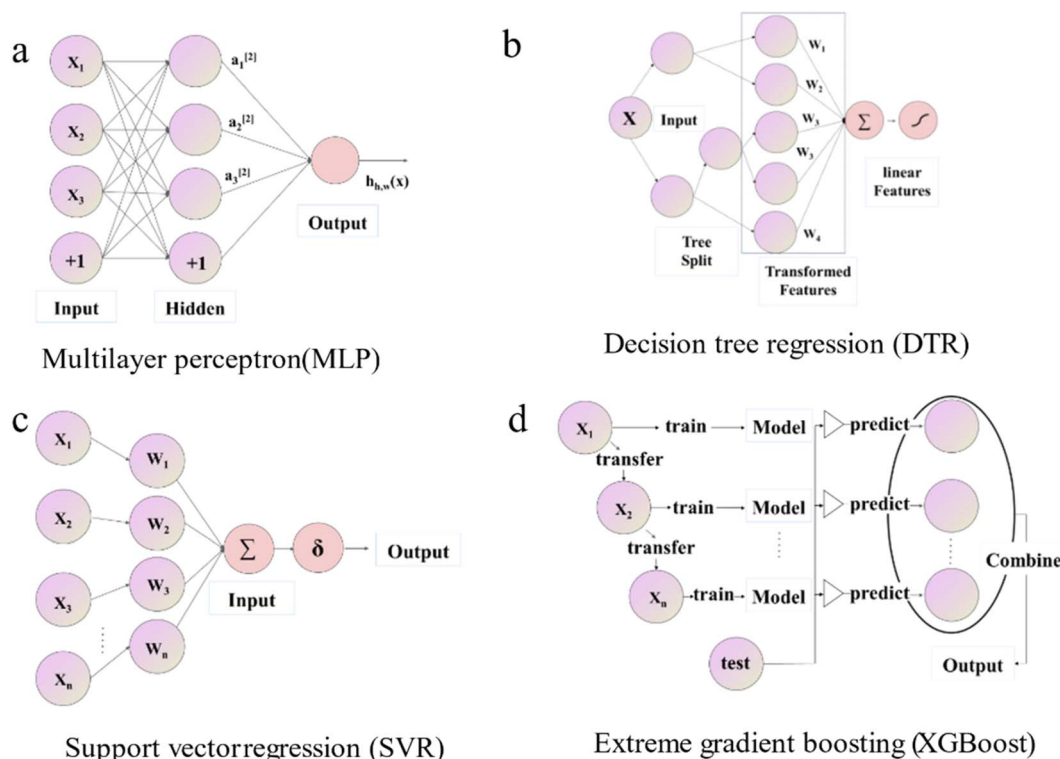 a
X₁
X₂
X₃
+1
+1
a₁[2]
a₂[2]
a₃[2]
hₕ,w(x)
Output
Input
Hidden
Multilayer perceptron(MLP)
b
X
Input
W₁
W₂
W₃
W₃
W₄
Σ
linear
Features
Tree
Split
Transformed
Features
Decision tree regression (DTR)
c
X₁
X₂
X₃
Xₙ
W₁
W₂
W₃
Wₙ
Σ
δ
Output
Input
Support vector regression (SVR)
d
X₁
train
Model
predict
transfer
X₂
train
Model
predict
transfer
Xₙ
train
Model
predict
Combine
test
Output
Extreme gradient boosting (XGBoost)